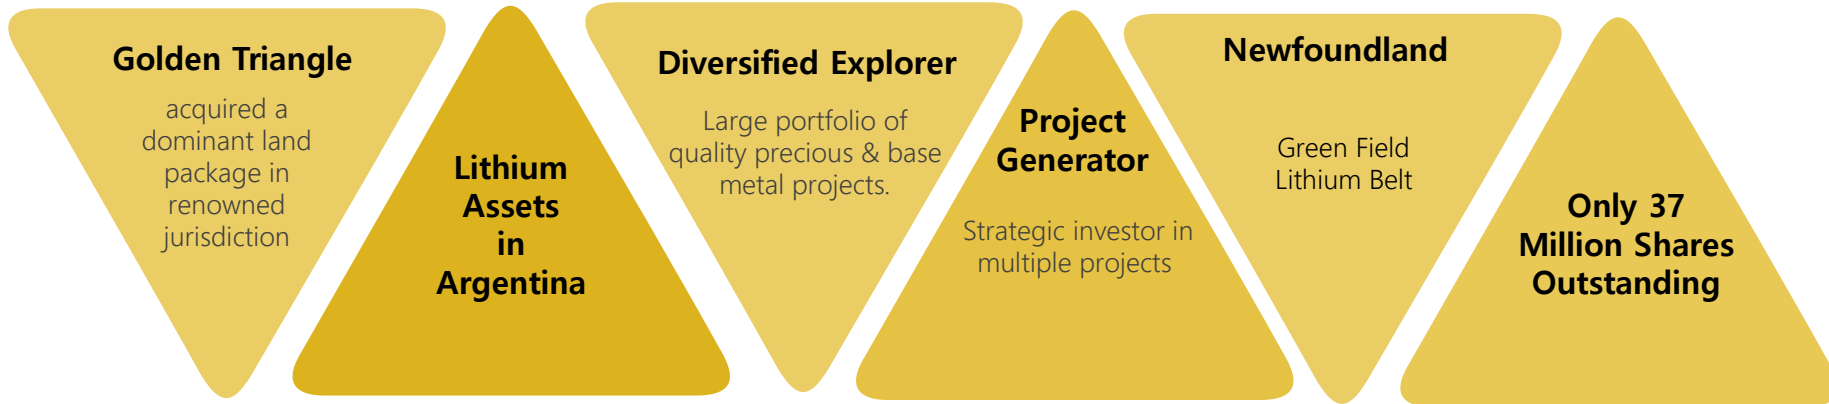 Golden Triangle
acquired a
dominant land
package in
renowned
jurisdiction
Lithium
Assets
in
Argentina
Diversified Explorer
Large portfolio of
quality precious & base
metal projects.
Project
Generator
Strategic investor in
multiple projects
Newfoundland
Green Field
Lithium Belt
Only 37
Million Shares
Outstanding